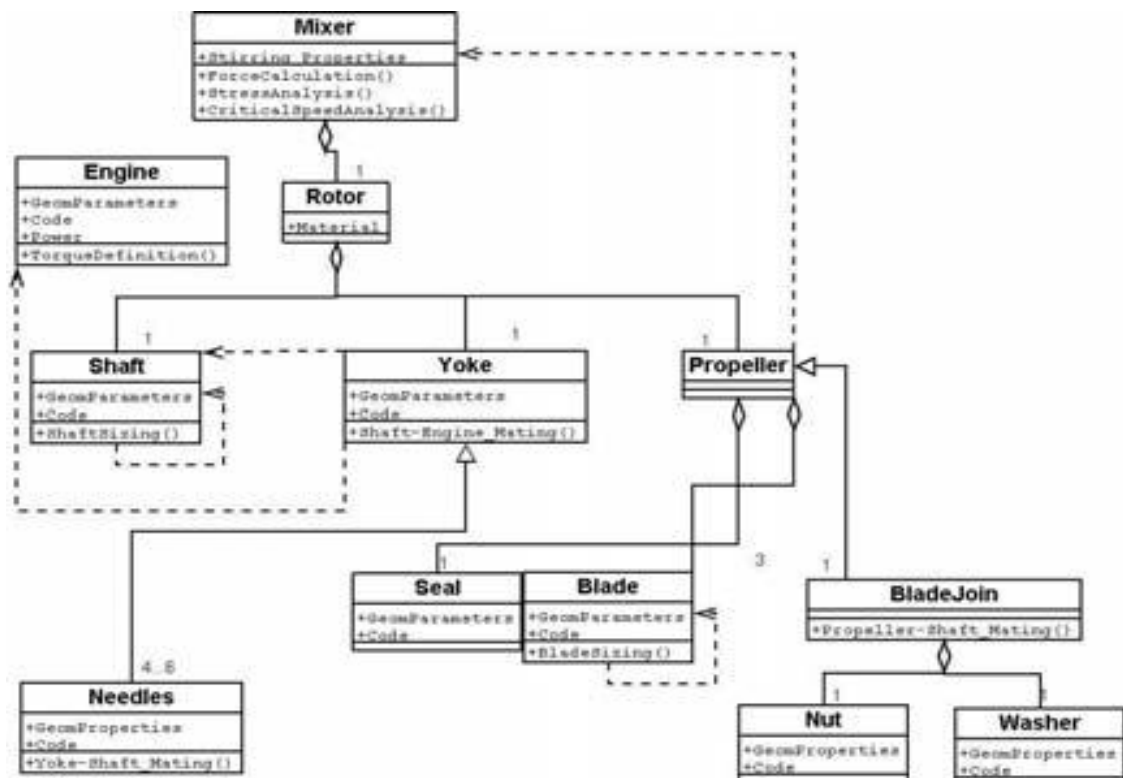 Mixer
+Stirring_Properties
+ForceCalculation()
+StressAnalysis()
+CriticalSpeedAnalysis()
Engine
+GeomParameters
+Code
+Power
+TorqueDefinition()
1
Rotor
+Material
1
Shaft
+GeomParameters
+Code
+ShaftSizing()
1
Yoke
+GeomParameters
+Code
+Shaft-Engine_Mating()
1
Propeller
1
Seal
+GeomParameters
+Code
3
Blade
+GeomParameters
+Code
+BladeSizing()
1
BladeJoin
+Propeller-Shaft_Mating()
4..6
Needles
+GeomProperties
+Code
+Yoke-Shaft_Mating()
1
Nut
+GeomProperties
+Code
1
Washer
+GeomProperties
+Code